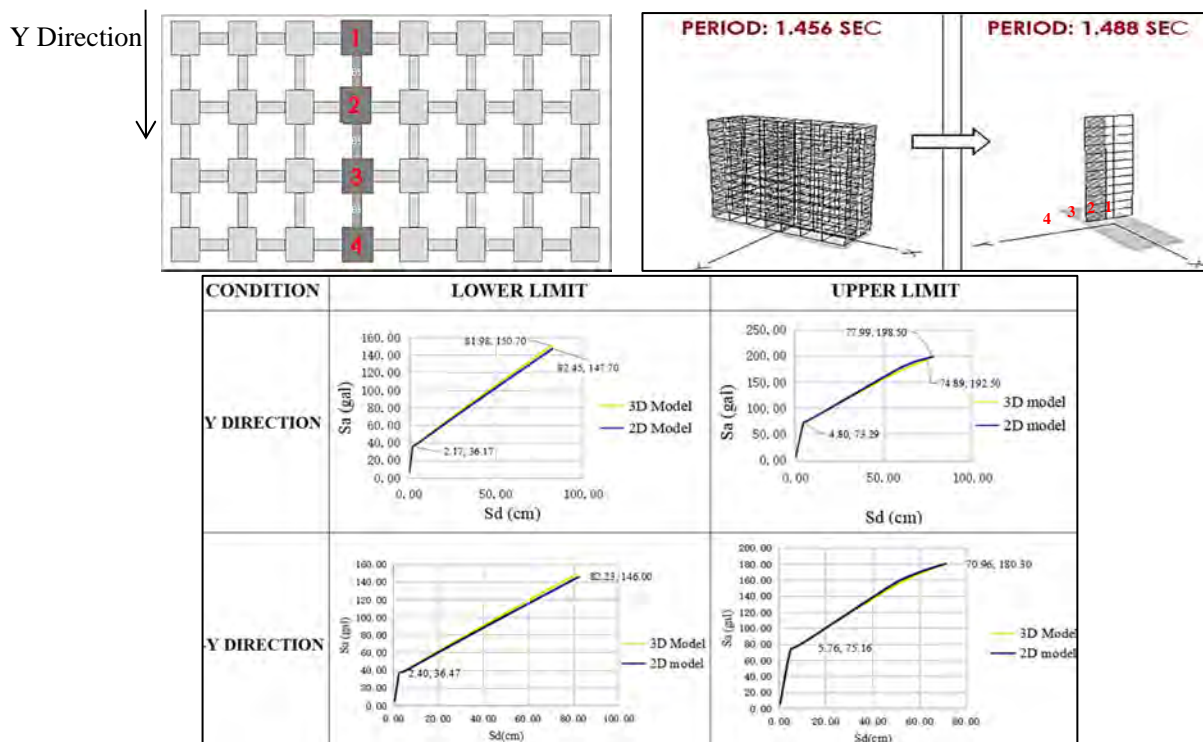 Y Direction
1
2
3
4
PERIOD: 1.456 SEC
PERIOD: 1.488 SEC
4 3 2 1
CONDITION
LOWER LIMIT
UPPER LIMIT
Y DIRECTION
160.00
140.00
120.00
100.00
80.00
60.00
40.00
20.00
0.00
Sa (gal)
81.98, 150.70
82.45, 147.70
2.17, 36.17
3D Model
2D Model
0.00 50.00 100.00
Sd (cm)
250.00
200.00
150.00
100.00
50.00
0.00
Sa (gal)
77.99, 198.50
74.89, 192.50
4.80, 73.29
3D model
2D model
0.00 50.00 100.00
Sd (cm)
-Y DIRECTION
160.00
140.00
120.00
100.00
80.00
60.00
40.00
20.00
0.00
Sa (gal)
82.23, 146.00
2.40, 36.47
3D Model
2D model
0.00 20.00 40.00 60.00 80.00 100.00
Sd(cm)
200.00
180.00
160.00
140.00
120.00
100.00
80.00
60.00
40.00
20.00
0.00
Sa (gal)
70.96, 180.30
5.76, 75.16
3D Model
2D model
0.00 20.00 40.00 60.00 80.00
Sd(cm)